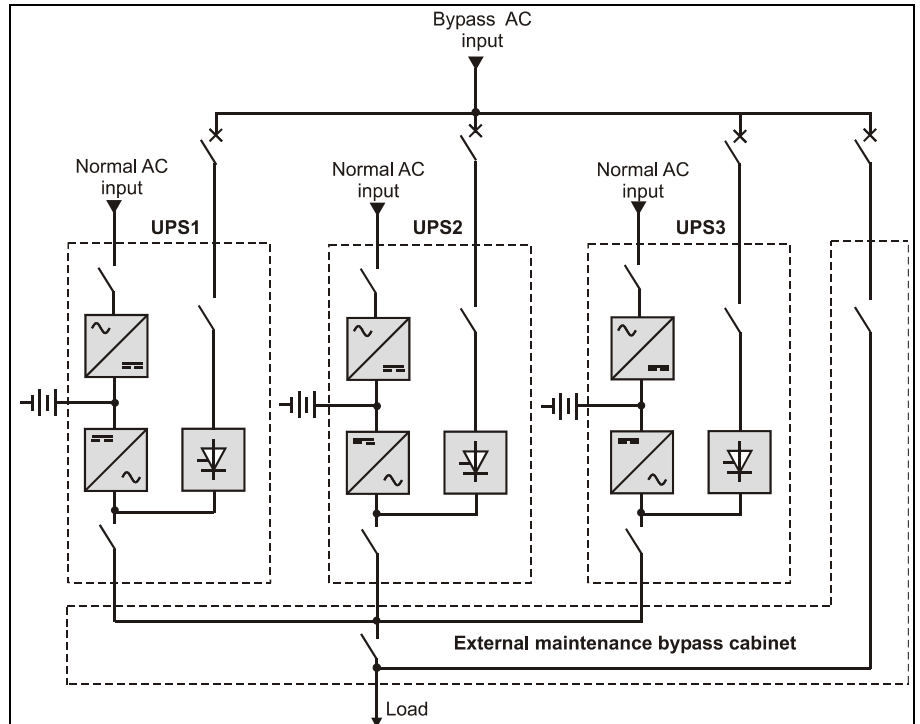 Bypass AC
input
Normal AC
input
Normal AC
input
Normal AC
input
UPS1
UPS2
UPS3
External maintenance bypass cabinet
Load